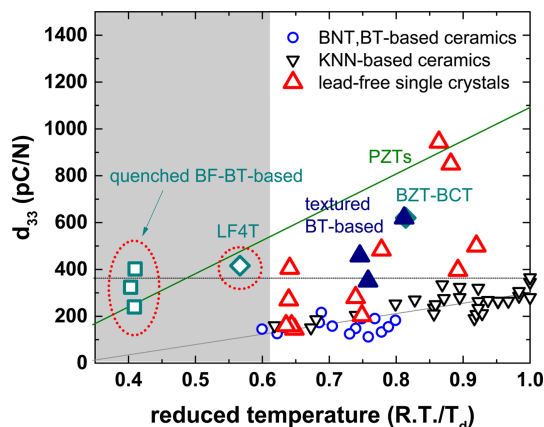 1400
1200
1000
800
600
400
200
0
d33 (pC/N)
BNT,BT-based ceramics
KNN-based ceramics
lead-free single crystals
PZTs
quenched BF-BT-based
BZT-BCT
textured
BT-based
LF4T
0.4 0.5 0.6 0.7 0.8 0.9 1.0
reduced temperature (R.T./Td)